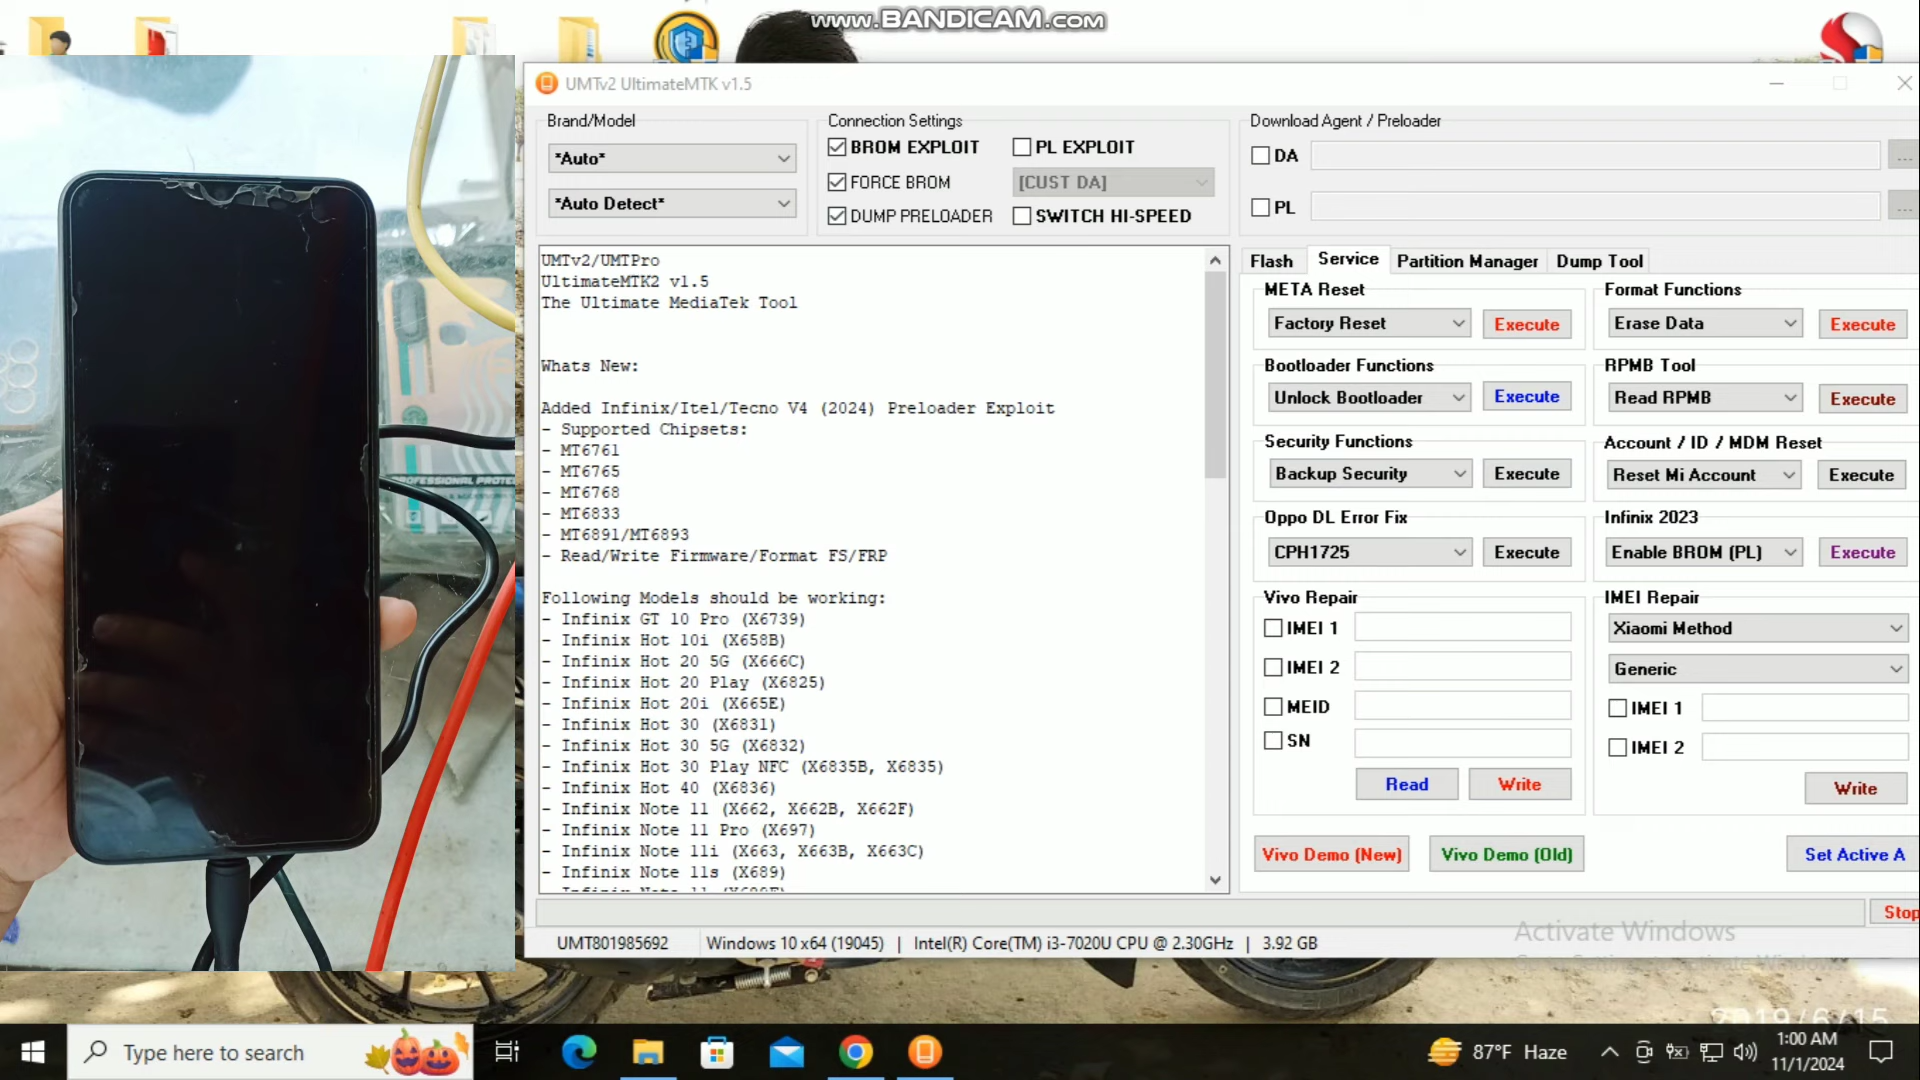 www.BANDICAM.com
UMTv2 UltimateMTK v1.5
Brand/Model
*Auto*
*Auto Detect*
Connection Settings
BROM EXPLOIT
PL EXPLOIT
FORCE BROM
[CUST DA]
DUMP PRELOADER
SWITCH HI-SPEED
Download Agent / Preloader
DA
...
PL
...
UMTv2/UMTPro
UltimateMTK2 v1.5
The Ultimate MediaTek Tool
Whats New:
Added Infinix/Itel/Tecno V4 (2024) Preloader Exploit
- Supported Chipsets:
- MT6761
- MT6765
- MT6768
- MT6833
- MT6891/MT6893
- Read/Write Firmware/Format FS/FRP
Following Models should be working:
- Infinix GT 10 Pro (X6739)
- Infinix Hot 10i (X658B)
- Infinix Hot 20 5G (X666C)
- Infinix Hot 20 Play (X6825)
- Infinix Hot 20i (X665E)
- Infinix Hot 30 (X6831)
- Infinix Hot 30 5G (X6832)
- Infinix Hot 30 Play NFC (X6835B, X6835)
- Infinix Hot 40 (X6836)
- Infinix Note 11 (X662, X662B, X662F)
- Infinix Note 11 Pro (X697)
- Infinix Note 11i (X663, X663B, X663C)
- Infinix Note 11s (X689)
Flash
Service
Partition Manager
Dump Tool
META Reset
Factory Reset
Execute
Format Functions
Erase Data
Execute
Bootloader Functions
Unlock Bootloader
Execute
RPMB Tool
Read RPMB
Execute
Security Functions
Backup Security
Execute
Account / ID / MDM Reset
Reset Mi Account
Execute
Oppo DL Error Fix
CPH1725
Execute
Infinix 2023
Enable BROM (PL)
Execute
Vivo Repair
IMEI 1
IMEI 2
MEID
SN
Read
Write
IMEI Repair
Xiaomi Method
Generic
IMEI 1
IMEI 2
Write
Vivo Demo (New)
Vivo Demo (Old)
Set Active A
Stop
Activate Windows
UMT801985692
Windows 10 x64 (19045) | Intel(R) Core(TM) i3-7020U CPU @ 2.30GHz | 3.92 GB
PROFESSIONAL PROTE
2019/6/15
Type here to search
87°F Haze
1:00 AM
11/1/2024